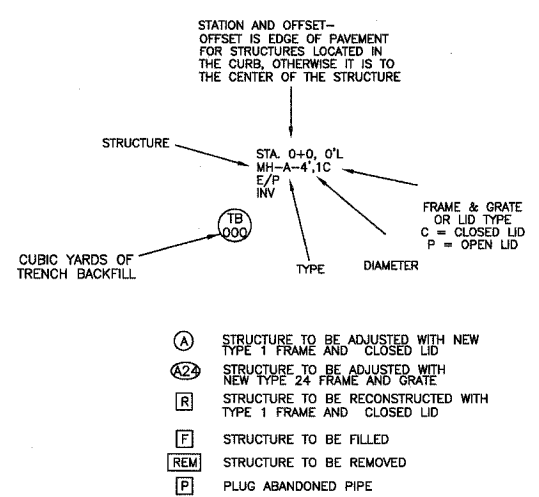 STATION AND OFFSET-
OFFSET IS EDGE OF PAVEMENT
FOR STRUCTURES LOCATED IN
THE CURB, OTHERWISE IT IS TO
THE CENTER OF THE STRUCTURE
STRUCTURE
STA. 0+0, 0'L
MH-A-4',1C
E/P
INV
FRAME & GRATE
OR LID TYPE
C = CLOSED LID
P = OPEN LID
TB
000
CUBIC YARDS OF
TRENCH BACKFILL
TYPE
DIAMETER
A STRUCTURE TO BE ADJUSTED WITH NEW
TYPE 1 FRAME AND CLOSED LID
A24 STRUCTURE TO BE ADJUSTED WITH
NEW TYPE 24 FRAME AND GRATE
R STRUCTURE TO BE RECONSTRUCTED WITH
TYPE 1 FRAME AND CLOSED LID
F STRUCTURE TO BE FILLED
REM STRUCTURE TO BE REMOVED
P PLUG ABANDONED PIPE